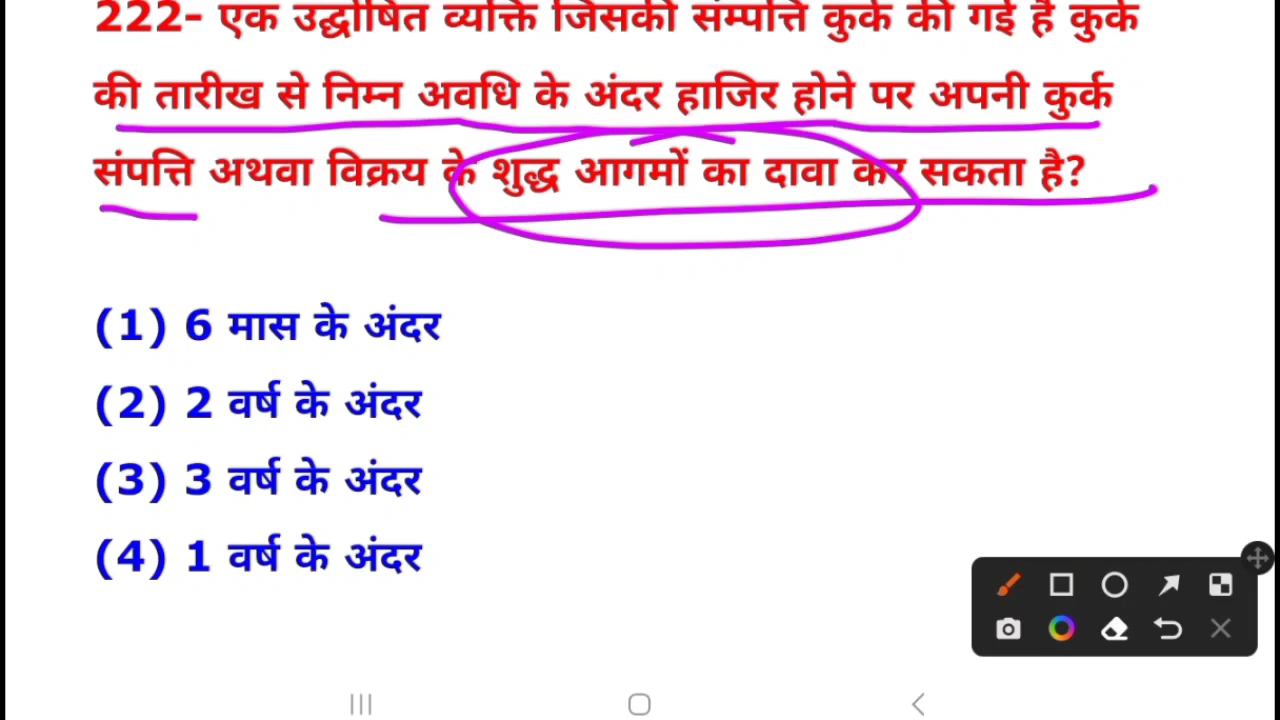 222- एक उद्घोषित व्यक्ति जिसकी संम्पत्ति कुर्क की गई है कुर्क
की तारीख से निम्न अवधि के अंदर हाजिर होने पर अपनी कुर्क
संपत्ति अथवा विक्रय के शुद्ध आगमों का दावा कर सकता है?
(1) 6 मास के अंदर
(2) 2 वर्ष के अंदर
(3) 3 वर्ष के अंदर
(4) 1 वर्ष के अंदर